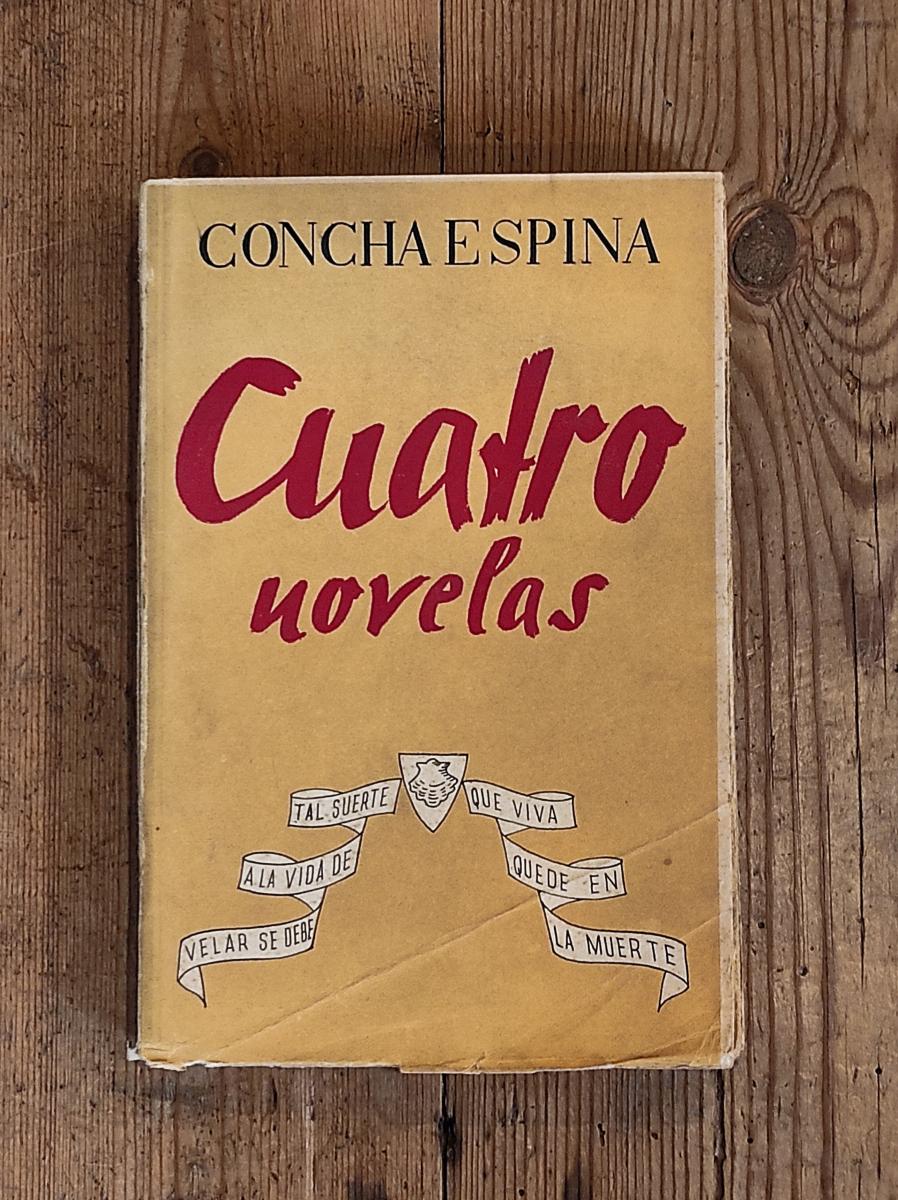 CONCHA ESPINA
Cuatro
novelas
VELAR SE DEBE
A LA VIDA DE
TAL SUERTE
QUE VIVA
QUEDE EN
LA MUERTE